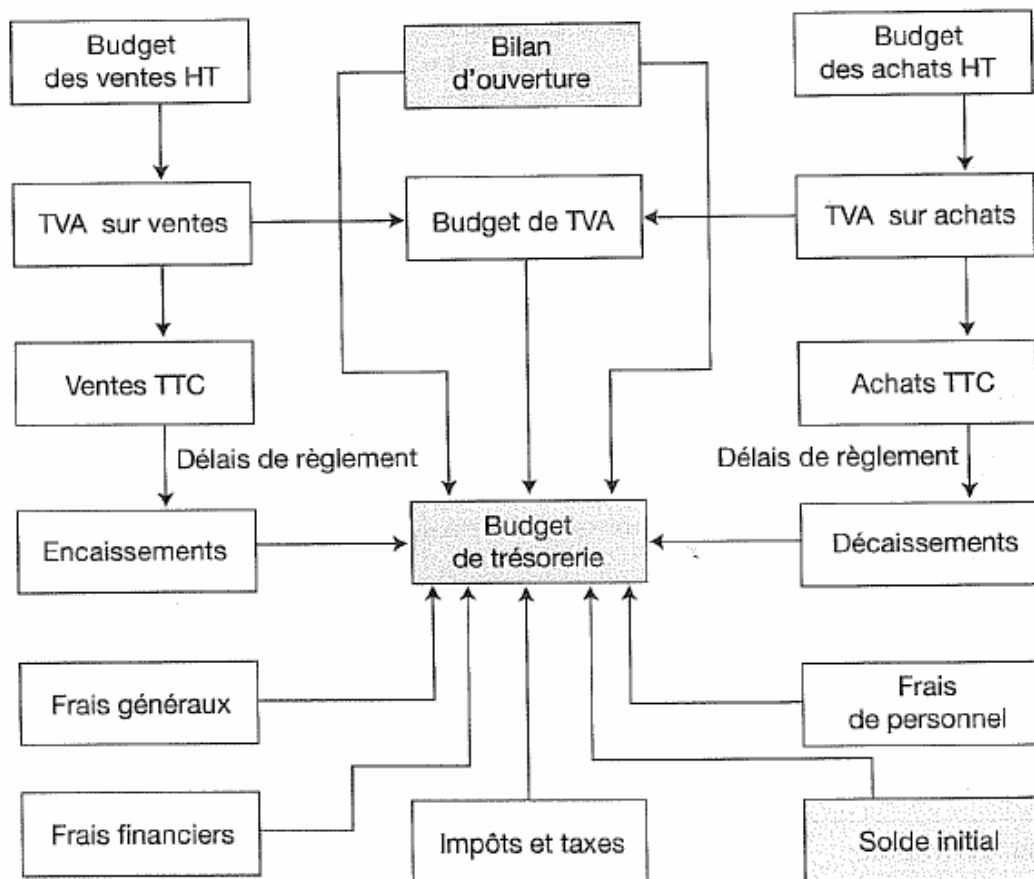 Budget
des ventes HT
Bilan
d'ouverture
Budget
des achats HT
TVA sur ventes
Budget de TVA
TVA sur achats
Ventes TTC
Achats TTC
Délais de règlement
Délais de règlement
Encaissements
Budget
de trésorerie
Décaissements
Frais généraux
Frais
de personnel
Frais financiers
Impôts et taxes
Solde initial